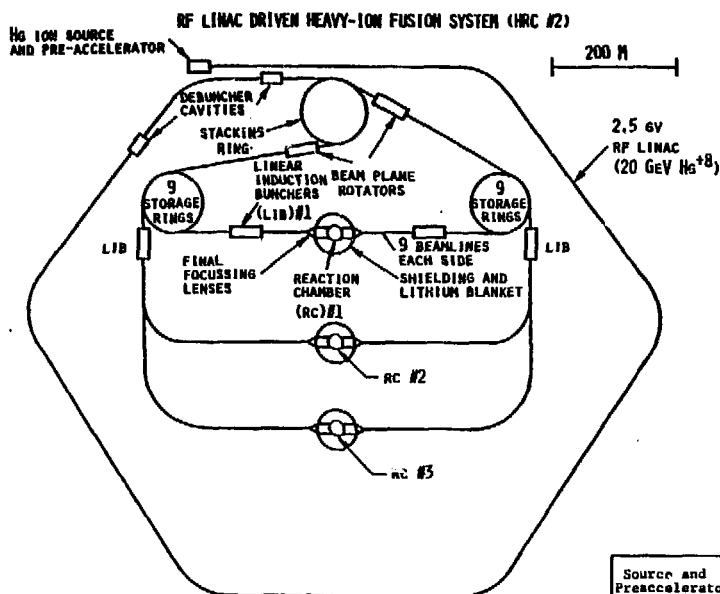 RF LINAC DRIVEN HEAVY-ION FUSION SYSTEM (HRC #2)
Hg ION SOURCE
AND PRE-ACCELERATOR
200 M
DEBUNCHER
CAVITIES
STACKING
RING
2.5 GV
RF LINAC
(20 GeV Hg+8)
LINEAR
INDUCTION
BUNCHERS
(LIB)#1
BEAM PLANE
ROTATORS
9
STORAGE
RINGS
9
STORAGE
RINGS
LIB
FINAL
FOCUSSING
LENSES
REACTION
CHAMBER
(RC)#1
9 BEAMLINES
EACH SIDE
SHIELDING AND
LITHIUM BLANKET
LIB
RC #2
RC #3
Source and
Preaccelerato